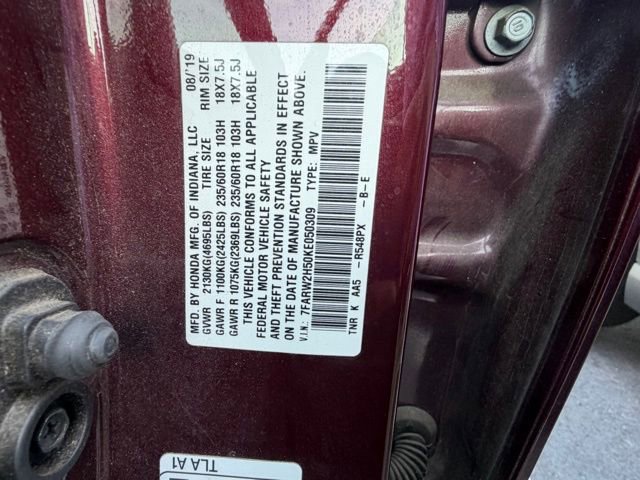 MFD. BY HONDA MFG. OF INDIANA, LLC 08/'19
GVWR 2130KG(4695LBS) TIRE SIZE RIM SIZE
GAWR F 1100KG(2425LBS) 235/60R18 103H 18X7.5J
GAWR R 1075KG(2369LBS) 235/60R18 103H 18X7.5J
THIS VEHICLE CONFORMS TO ALL APPLICABLE
FEDERAL MOTOR VEHICLE SAFETY
AND THEFT PREVENTION STANDARDS IN EFFECT
ON THE DATE OF MANUFACTURE SHOWN ABOVE.
V.I.N.: 7FARW2H50KE050309 TYPE: MPV
TNR K AA5 -R548PX -B-E
TLA A1